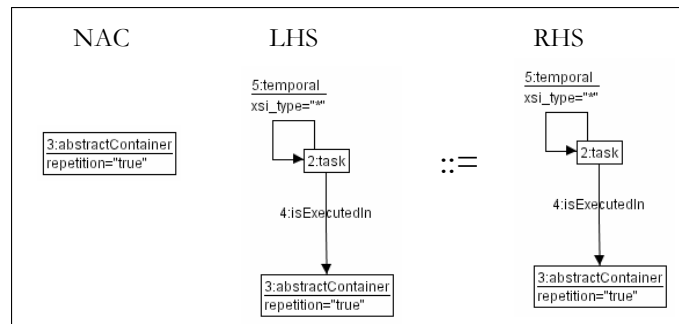 NAC LHS RHS
5:temporal
xsi_type="*"
2:task
4:isExecutedIn
3:abstractContainer
repetition="true"
3:abstractContainer
repetition="true"
::=
5:temporal
xsi_type="*"
2:task
4:isExecutedIn
3:abstractContainer
repetition="true"